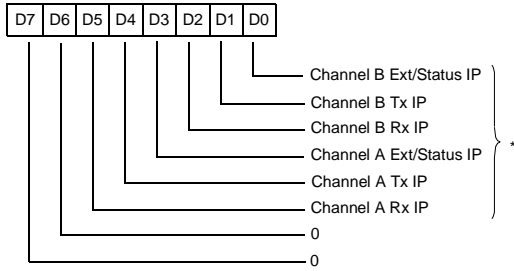 D7 D6 D5 D4 D3 D2 D1 D0
Channel B Ext/Status IP
Channel B Tx IP
Channel B Rx IP
Channel A Ext/Status IP
*
Channel A Tx IP
Channel A Rx IP
0
0